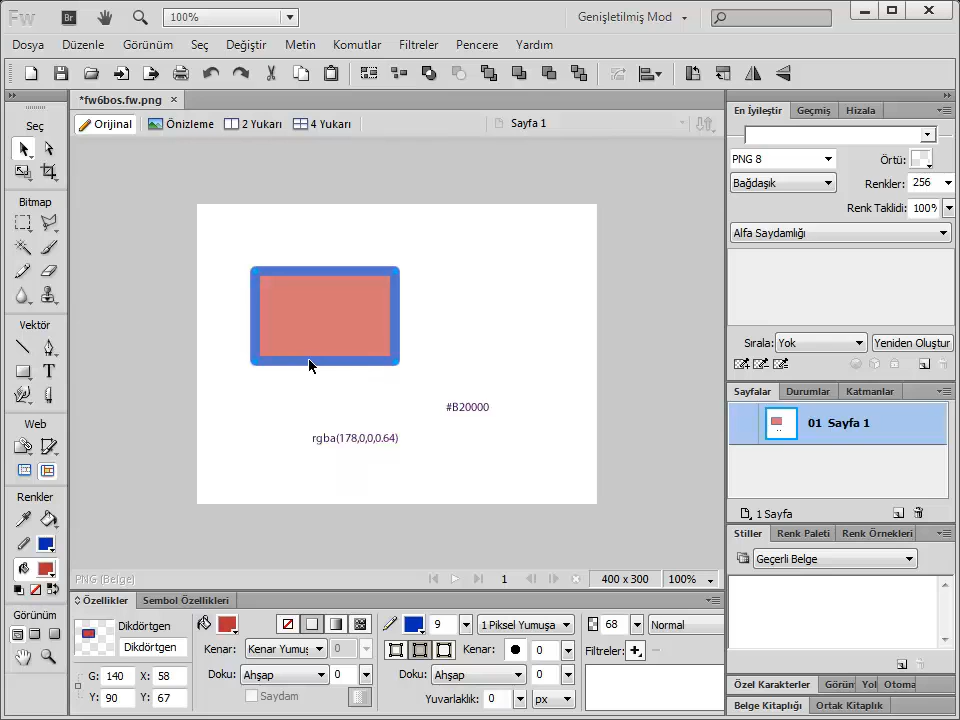 Fw Br 100% Genişletilmiş Mod
Dosya Düzenle Görünüm Seç Değiştir Metin Komutlar Filtreler Pencere Yardım
*fw6bos.fw.png ×
Orijinal Önizleme 2 Yukarı 4 Yukarı Sayfa 1
Seç
Bitmap
Vektör
T
Web
Renkler
Görünüm
#B20000
rgba(178,0,0,0.64)
PNG (Belge) 1 400 x 300 100%
En İyileştir Geçmiş Hizala
PNG 8 Örtü:
Bağdaşık Renkler: 256
Renk Taklidi: 100%
Alfa Saydamlığı
Sırala: Yok Yeniden Oluştur
Sayfalar Durumlar Katmanlar
01 Sayfa 1
1 Sayfa
Stiller Renk Paleti Renk Örnekleri
Geçerli Belge
Özel Karakterler Görün Yol Otoma
Belge Kitaplığı Ortak Kitaplık
Özellikler Sembol Özellikleri
Dikdörtgen
Dikdörtgen
G: 140 X: 58
Y: 90 Y: 67
Kenar: Kenar Yumuş 0
Doku: Ahşap 0
Saydam
9 1 Piksel Yumuşa
Kenar: 0
Doku: Ahşap 0
Yuvarlaklık: 0 px
68 Normal
Filtreler: